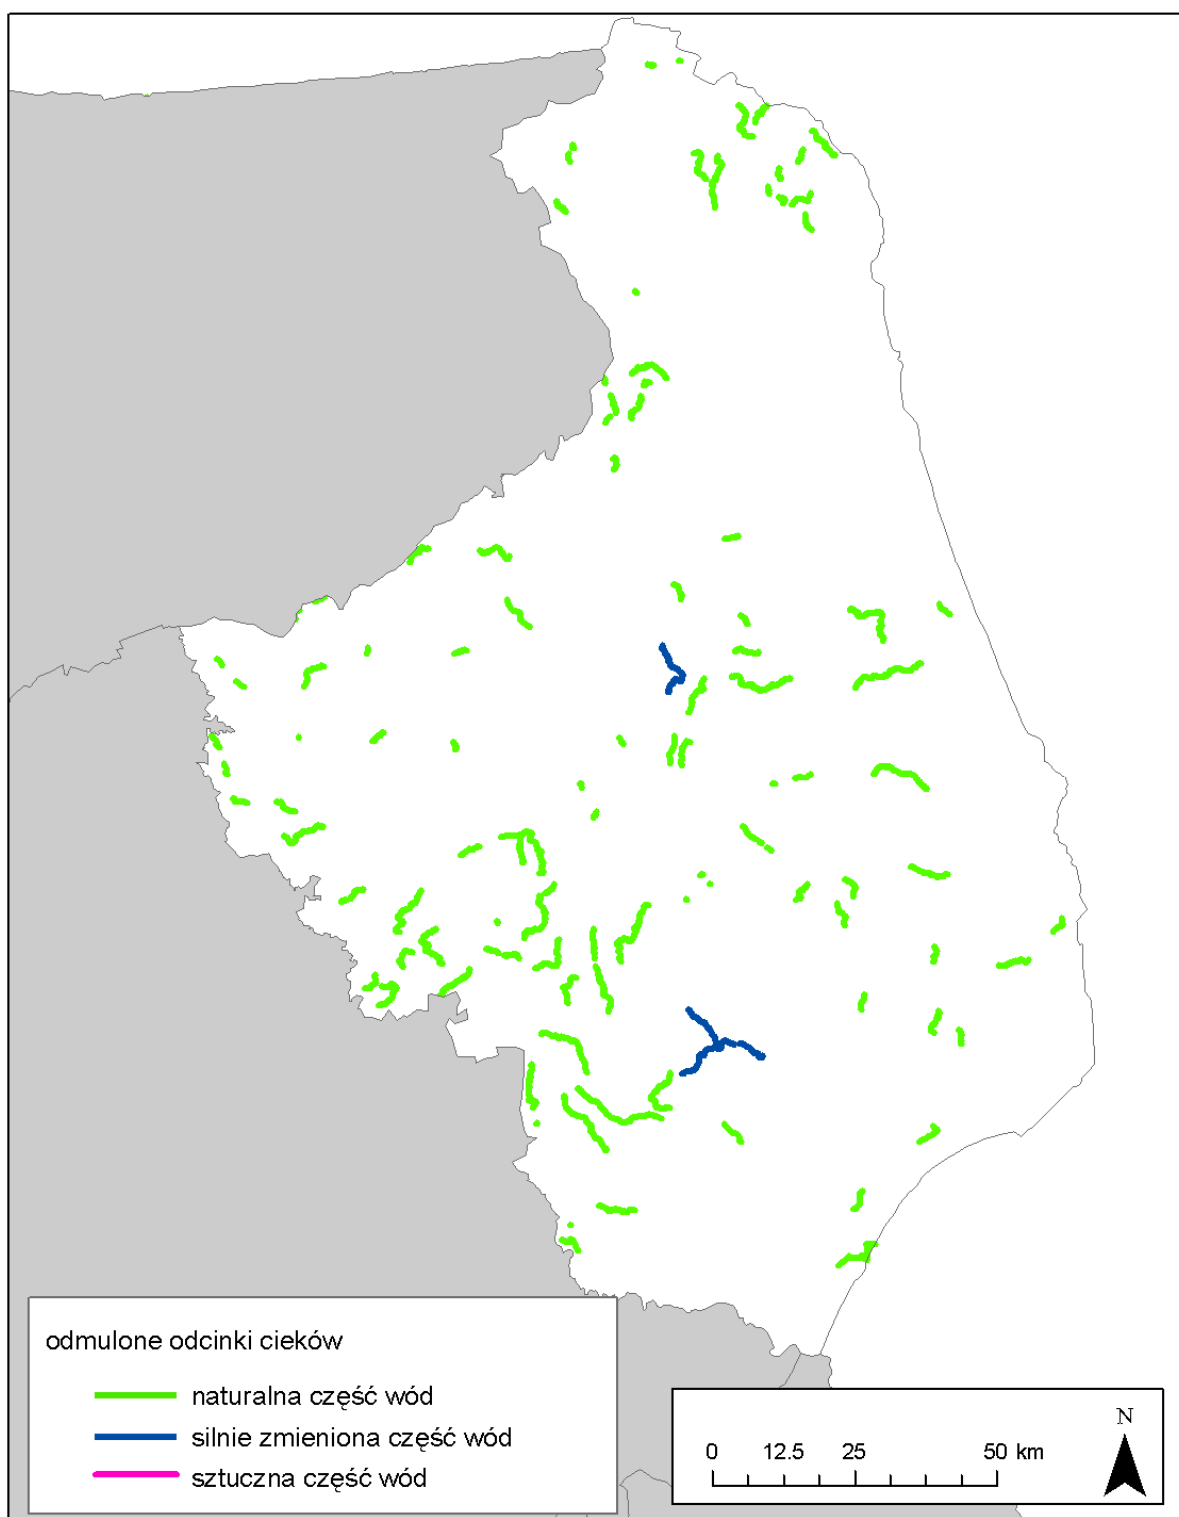 odmulone odcinki cieków
naturalna część wód
silnie zmieniona część wód
sztuczna część wód
N
0 12.5 25 50 km